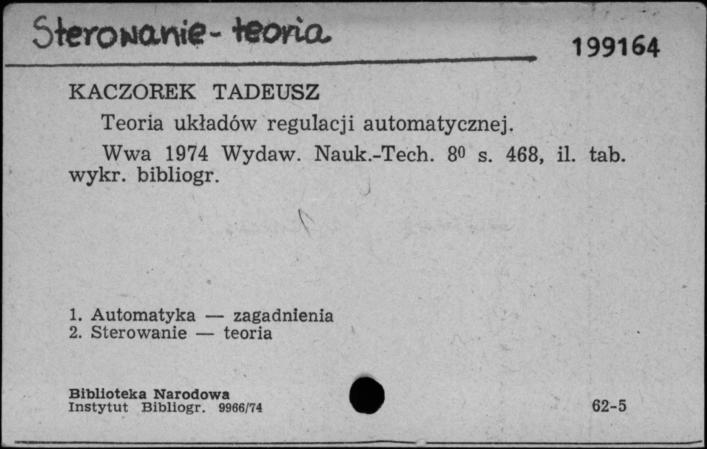 Sterowanie - teoria
199164
KACZOREK TADEUSZ
Teoria układów regulacji automatycznej.
Wwa 1974 Wydaw. Nauk.-Tech. 8⁰ s. 468, il. tab.
wykr. bibliogr.
1. Automatyka — zagadnienia
2. Sterowanie — teoria
Biblioteka Narodowa
Instytut Bibliogr. 9966/74
62-5